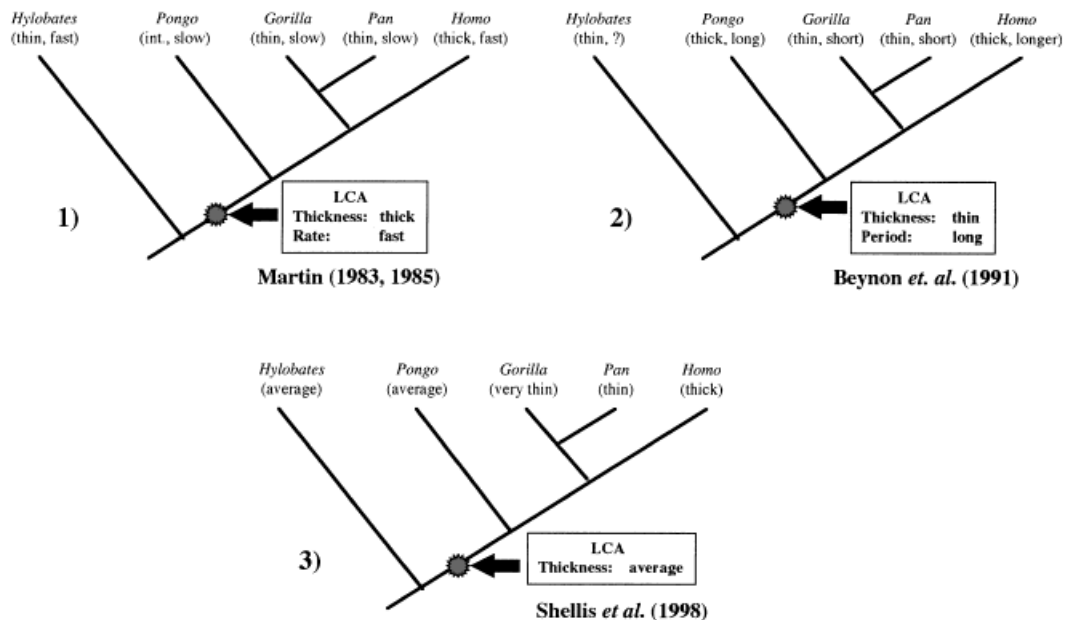 Hylobates Pongo Gorilla Pan Homo
(thin, fast) (int., slow) (thin, slow) (thin, slow) (thick, fast)
LCA
Thickness: thick
Rate: fast
1)
Martin (1983, 1985)
Hylobates Pongo Gorilla Pan Homo
(thin, ?) (thick, long) (thin, short) (thin, short) (thick, longer)
LCA
Thickness: thin
Period: long
2)
Beynon et. al. (1991)
Hylobates Pongo Gorilla Pan Homo
(average) (average) (very thin) (thin) (thick)
LCA
Thickness: average
3)
Shellis et al. (1998)